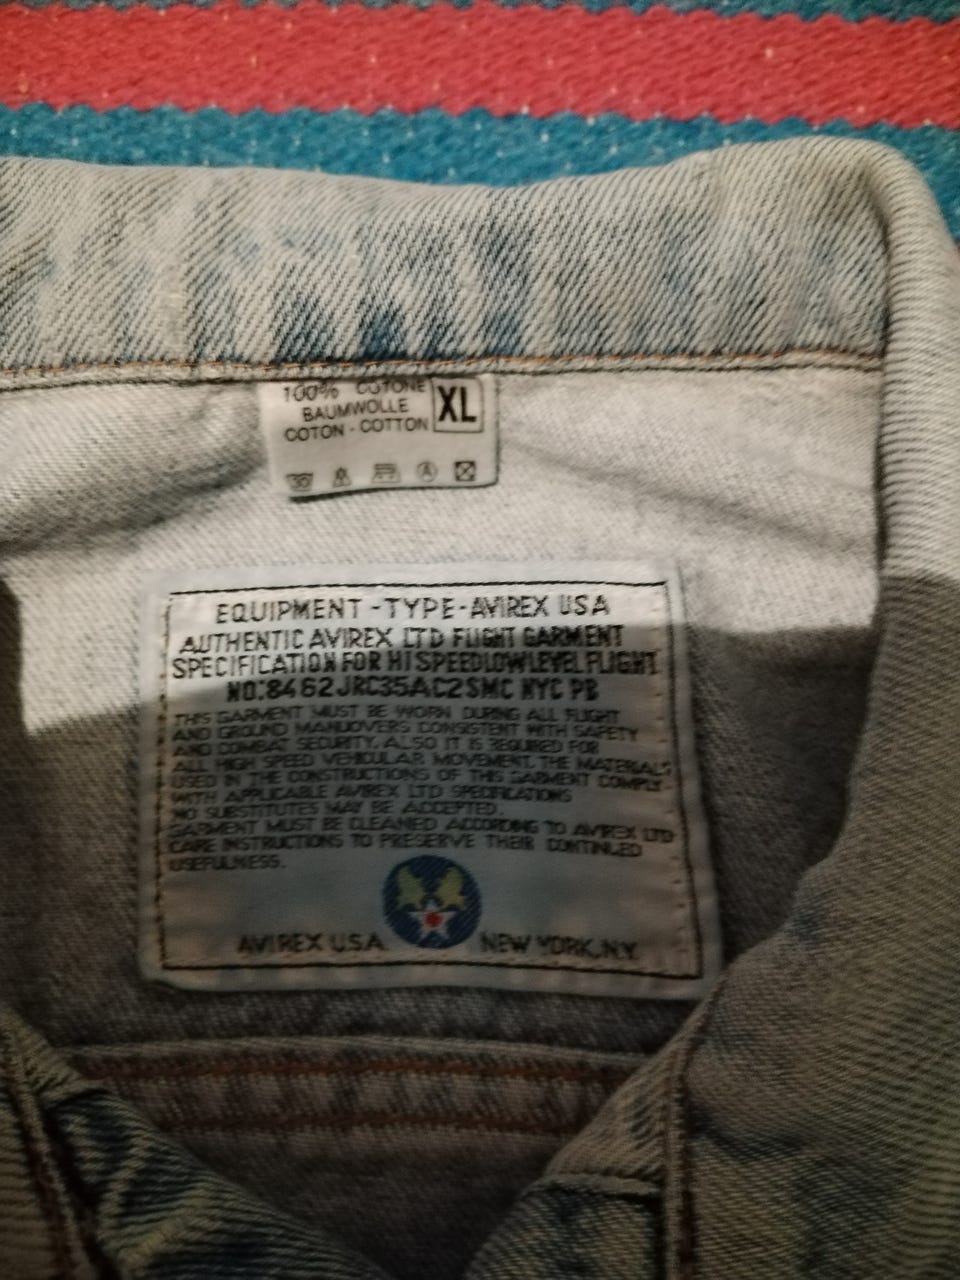 100% COTONE
BAUMWOLLE
COTON - COTTON
XL
30
A
EQUIPMENT - TYPE - AVIREX USA
AUTHENTIC AVIREX LTD FLIGHT GARMENT
SPECIFICATION FOR HI SPEED LOW LEVEL FLIGHT
NO:8462JRC35AC2SMC NYC PB
THIS GARMENT MUST BE WORN DURING ALL FLIGHT
AND GROUND MANUOVERS CONSISTENT WITH SAFETY
AND COMBAT SECURITY. ALSO IT IS REQUIRED FOR
ALL HIGH SPEED VEHICULAR MOVEMENT. THE MATERIALS
USED IN THE CONSTRUCTIONS OF THIS GARMENT COMPLY
WITH APPLICABLE AVIREX LTD SPECIFICATIONS
NO SUBSTITUTES MAY BE ACCEPTED.
GARMENT MUST BE CLEANED ACCORDING TO AVIREX LTD
CARE INSTRUCTIONS TO PRESERVE THEIR CONTINUED
USEFULNESS.
AVIREX U.S.A. NEW YORK, N.Y.